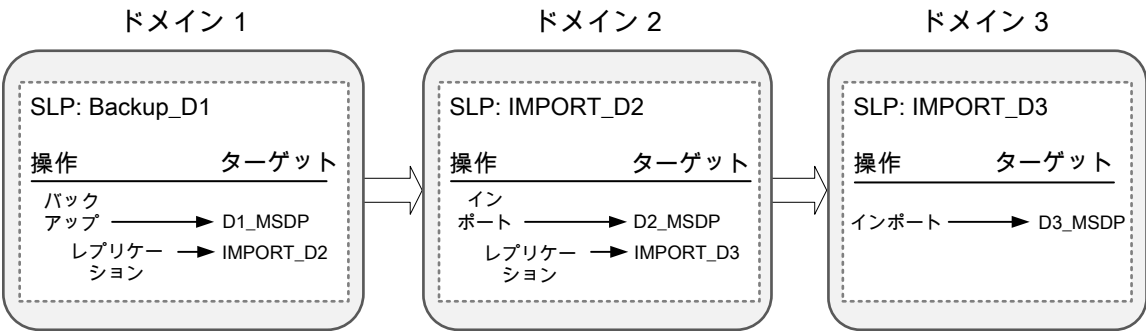 ドメイン 1
SLP: Backup_D1
操作 ターゲット
バック
アップ D1_MSDP
レプリケー IMPORT_D2
ション
ドメイン 2
SLP: IMPORT_D2
操作 ターゲット
イン
ポート D2_MSDP
レプリケー IMPORT_D3
ション
ドメイン 3
SLP: IMPORT_D3
操作 ターゲット
インポート D3_MSDP